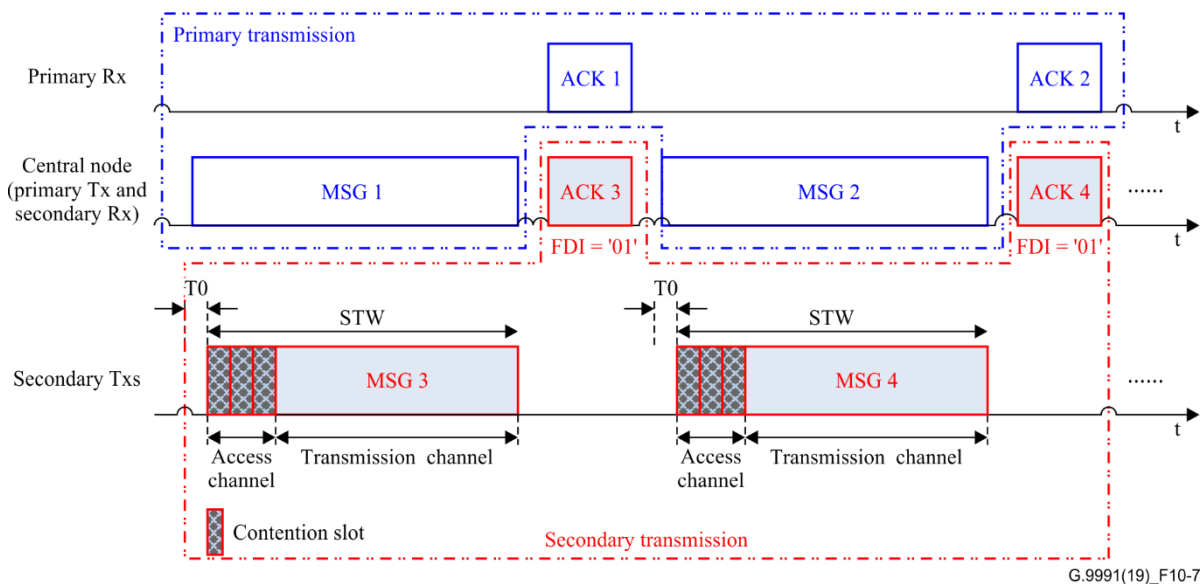 Primary transmission
Primary Rx
ACK 1
ACK 2
t
Central node
(primary Tx and
secondary Rx)
MSG 1
ACK 3
MSG 2
ACK 4
......
FDI = '01'
FDI = '01'
t
T0
T0
STW
STW
Secondary Txs
MSG 3
MSG 4
......
t
Access
channel
Transmission channel
Access
channel
Transmission channel
Contention slot
Secondary transmission
G.9991(19)_F10-7